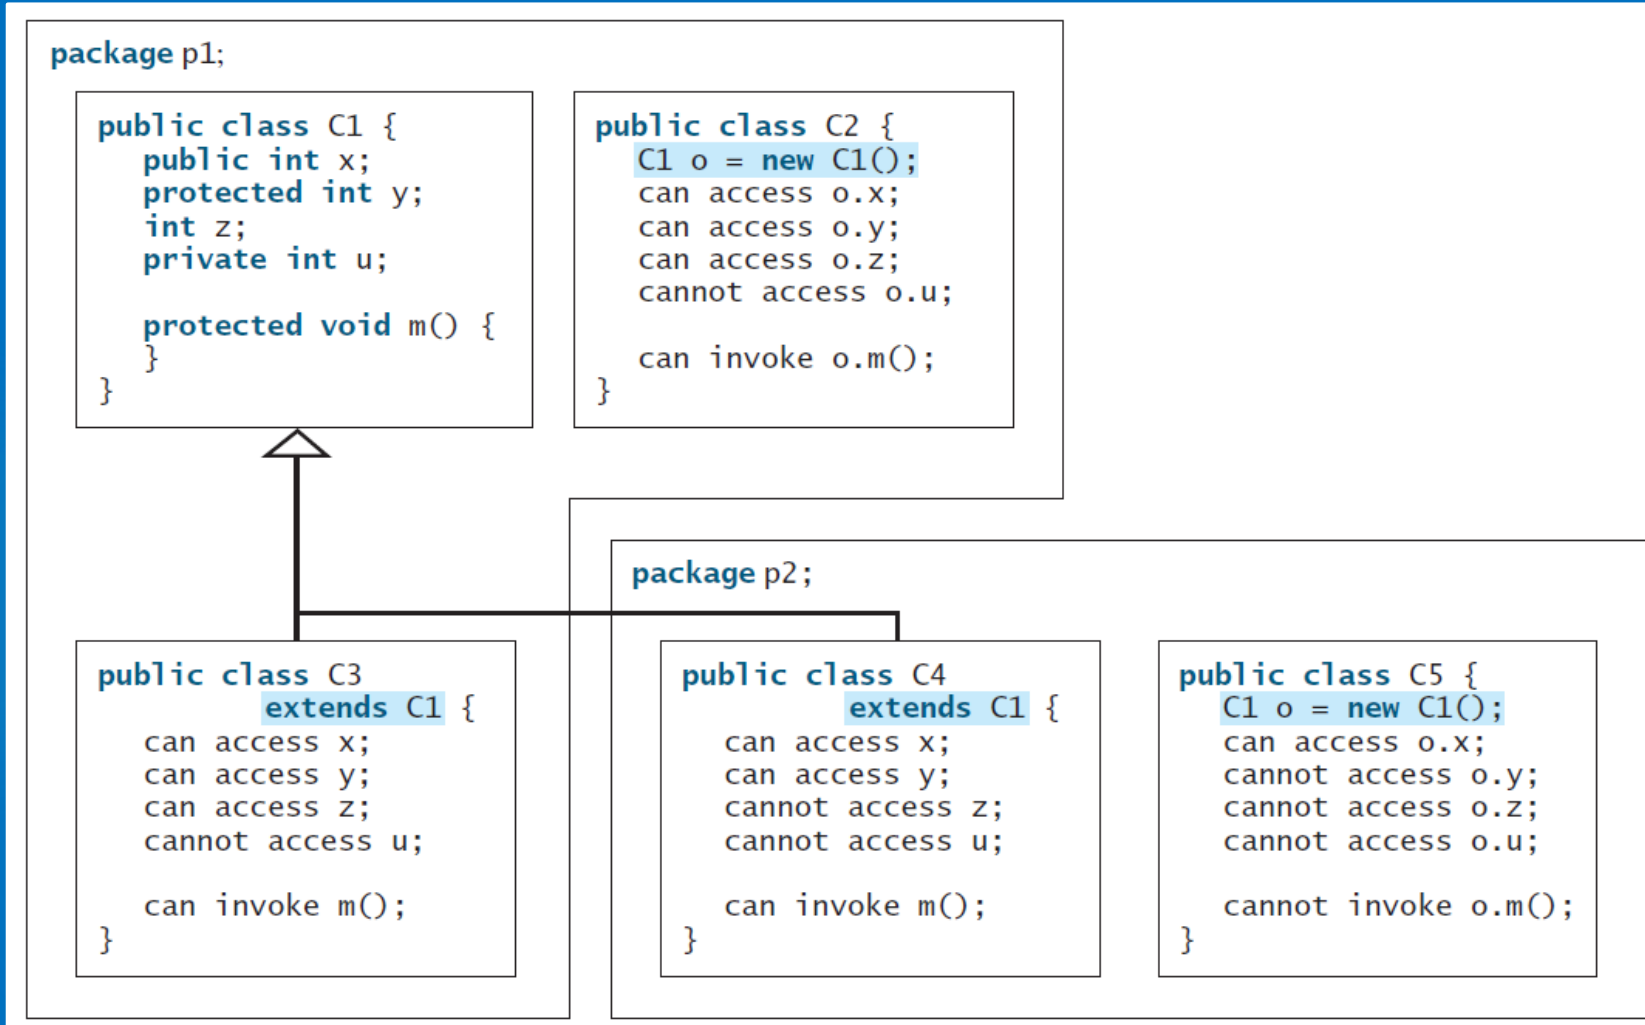 package p1;
public class C1 {
public int x;
protected int y;
int z;
private int u;
protected void m() {
}
}
public class C2 {
C1 o = new C1();
can access o.x;
can access o.y;
can access o.z;
cannot access o.u;
can invoke o.m();
}
public class C3
extends C1 {
can access x;
can access y;
can access z;
cannot access u;
can invoke m();
}
package p2;
public class C4
extends C1 {
can access x;
can access y;
cannot access z;
cannot access u;
can invoke m();
}
public class C5 {
C1 o = new C1();
can access o.x;
cannot access o.y;
cannot access o.z;
cannot access o.u;
cannot invoke o.m();
}